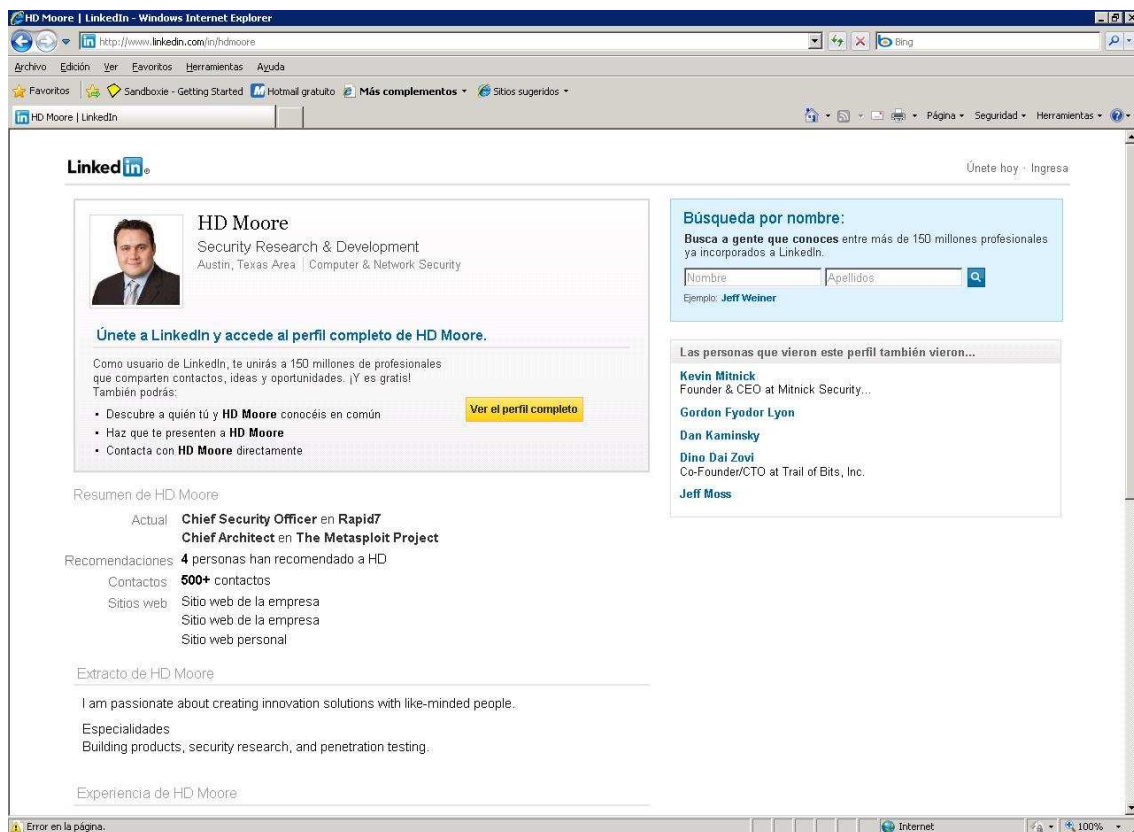 HD Moore | LinkedIn - Windows Internet Explorer
http://www.linkedin.com/in/hdmoore
Bing
Archivo Edición Ver Favoritos Herramientas Ayuda
Favoritos Sandboxie - Getting Started Hotmail gratuito Más complementos Sitios sugeridos
HD Moore | LinkedIn
Página Seguridad Herramientas
Linked in®
Únete hoy · Ingresa
HD Moore
Security Research & Development
Austin, Texas Area | Computer & Network Security
Únete a LinkedIn y accede al perfil completo de HD Moore.
Como usuario de LinkedIn, te unirás a 150 millones de profesionales
que comparten contactos, ideas y oportunidades. ¡Y es gratis!
También podrás:
• Descubre a quién tú y HD Moore conocéis en común
• Haz que te presenten a HD Moore
• Contacta con HD Moore directamente
Ver el perfil completo
Búsqueda por nombre:
Busca a gente que conoces entre más de 150 millones profesionales
ya incorporados a LinkedIn.
Nombre Apellidos
Ejemplo: Jeff Weiner
Las personas que vieron este perfil también vieron...
Kevin Mitnick
Founder & CEO at Mitnick Security...
Gordon Fyodor Lyon
Dan Kaminsky
Dino Dai Zovi
Co-Founder/CTO at Trail of Bits, Inc.
Jeff Moss
Resumen de HD Moore
Actual Chief Security Officer en Rapid7
Chief Architect en The Metasploit Project
Recomendaciones 4 personas han recomendado a HD
Contactos 500+ contactos
Sitios web Sitio web de la empresa
Sitio web de la empresa
Sitio web personal
Extracto de HD Moore
I am passionate about creating innovation solutions with like-minded people.
Especialidades
Building products, security research, and penetration testing.
Experiencia de HD Moore
Error en la página.
Internet
100%